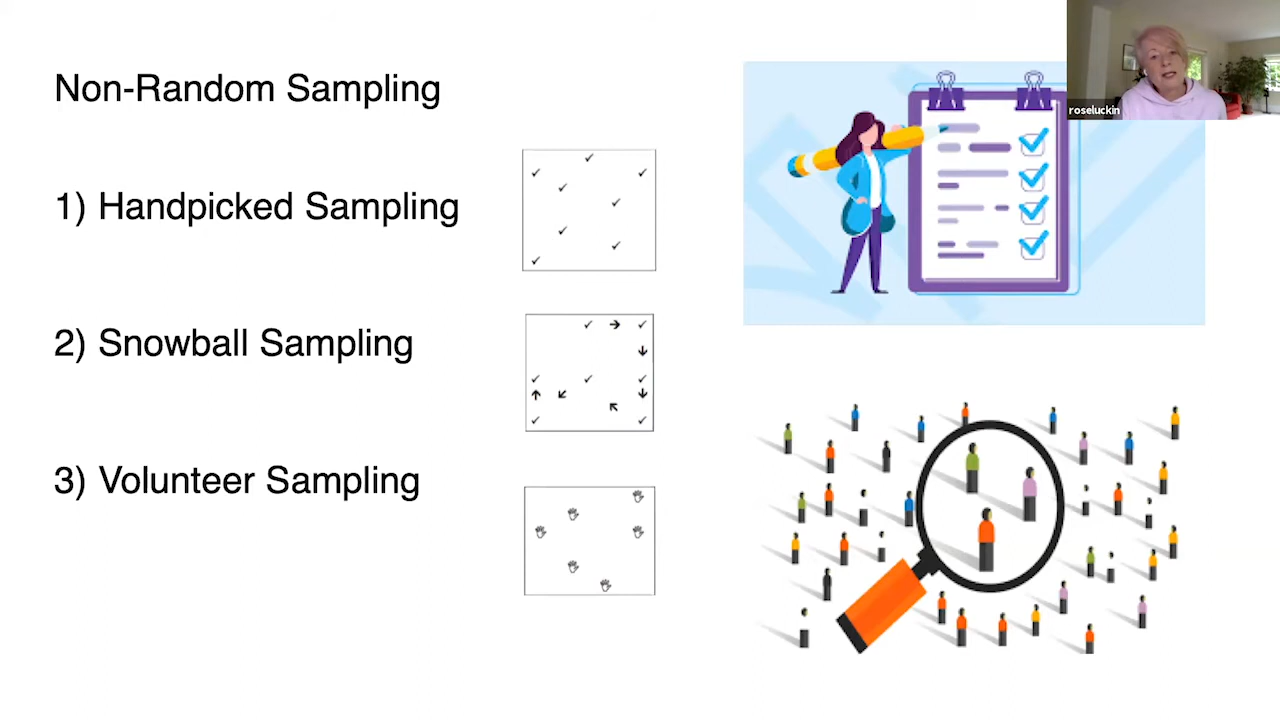 Non-Random Sampling
roseluckin
1) Handpicked Sampling
2) Snowball Sampling
3) Volunteer Sampling